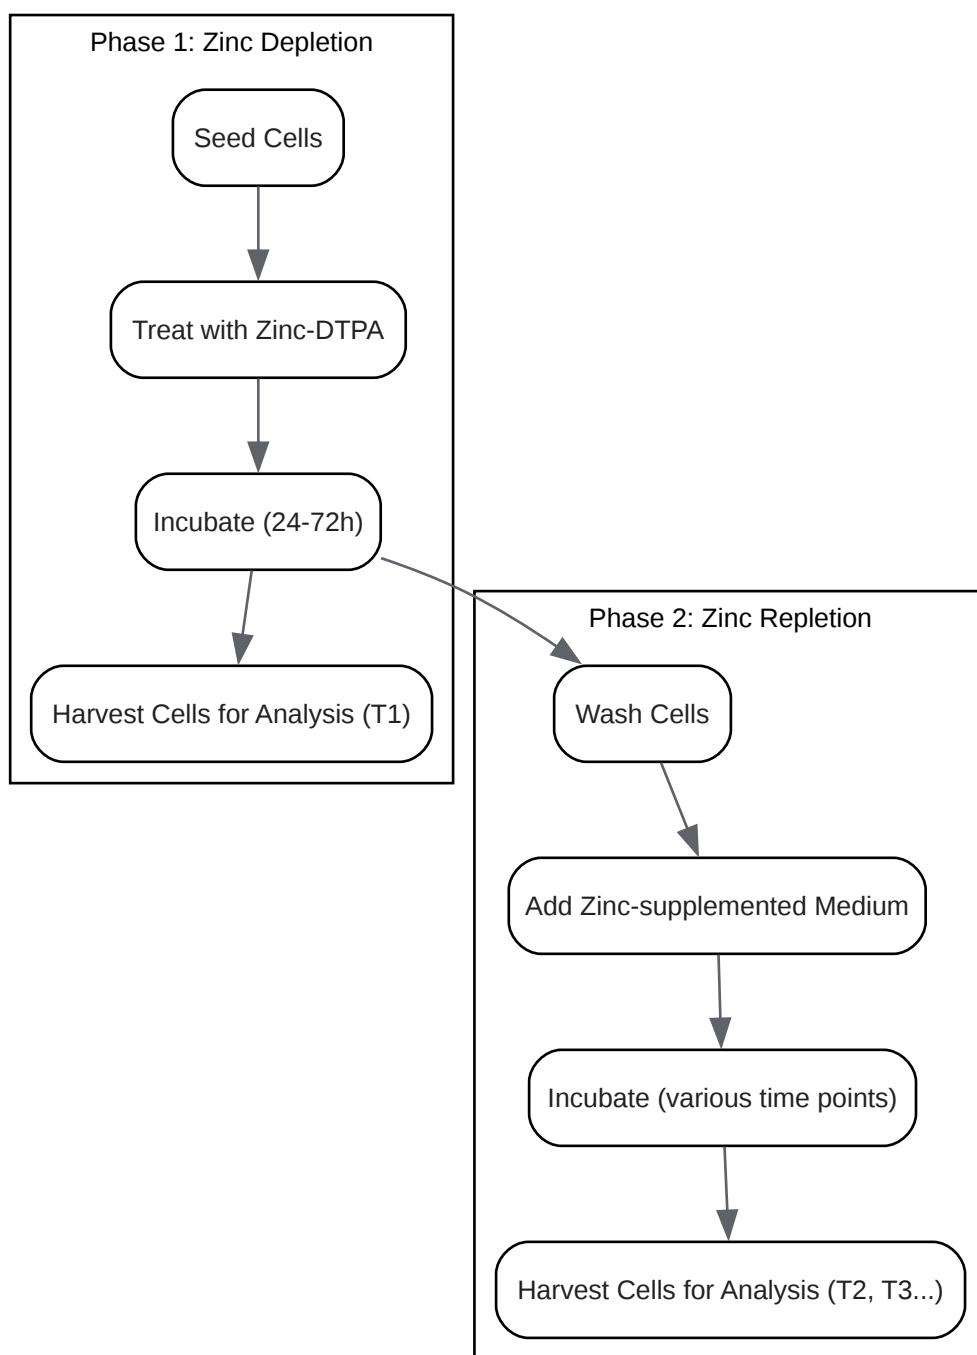 Phase 1: Zinc Depletion
Seed Cells
Treat with Zinc-DTPA
Incubate (24-72h)
Harvest Cells for Analysis (T1)
Phase 2: Zinc Repletion
Wash Cells
Add Zinc-supplemented Medium
Incubate (various time points)
Harvest Cells for Analysis (T2, T3...)